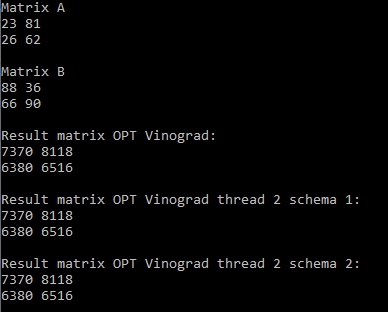 Matrix A
23 81
26 62
Matrix B
88 36
66 90
Result matrix OPT Vinograd:
7370 8118
6380 6516
Result matrix OPT Vinograd thread 2 schema 1:
7370 8118
6380 6516
Result matrix OPT Vinograd thread 2 schema 2:
7370 8118
6380 6516